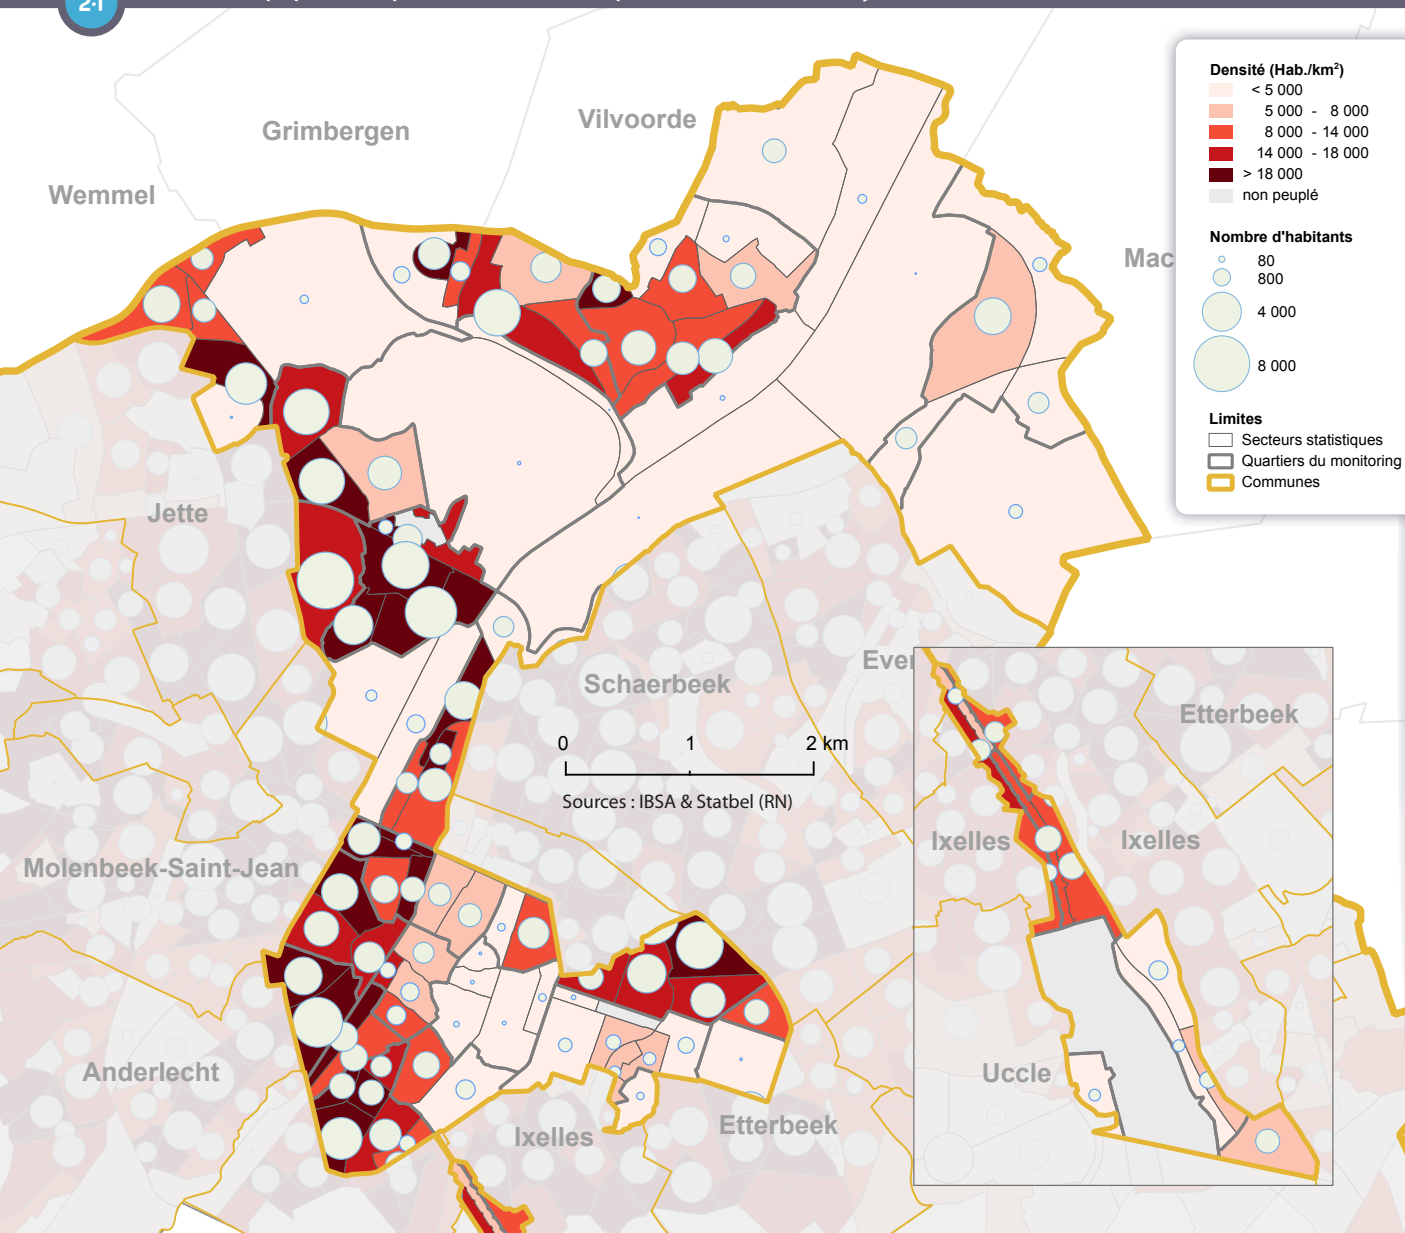 2.1
Grimbergen
Vilvoorde
Wemmel
Mac
Jette
Schaerbeek
Ever
Molenbeek-Saint-Jean
Anderlecht
Ixelles
Etterbeek
0 1 2 km
Sources : IBSA & Statbel (RN)
Densité (Hab./km²)
< 5 000
5 000 - 8 000
8 000 - 14 000
14 000 - 18 000
> 18 000
non peuplé
Nombre d'habitants
80
800
4 000
8 000
Limites
Secteurs statistiques
Quartiers du monitoring
Communes
Etterbeek
Ixelles
Ixelles
Uccle